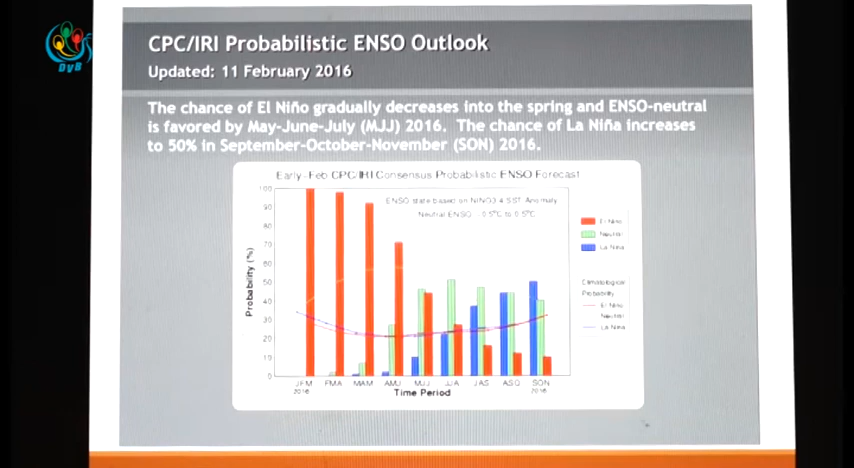 DVB
CPC/IRI Probabilistic ENSO Outlook
Updated: 11 February 2016
The chance of El Niño gradually decreases into the spring and ENSO-neutral
is favored by May-June-July (MJJ) 2016. The chance of La Niña increases
to 50% in September-October-November (SON) 2016.
Early-Feb CPC/IRI Consensus Probabilistic ENSO Forecast
ENSO state based on NINO3.4 SST Anomaly
Neutral ENSO: -0.5°C to 0.5°C
Probability (%)
100
90
80
70
60
50
40
30
20
10
0
El Nino
Neutral
La Nina
Climatological
Probability
El Nino
Neutral
La Nina
JFM FMA MAM AMJ MJJ JJA JAS ASO SON
2016 2016
Time Period